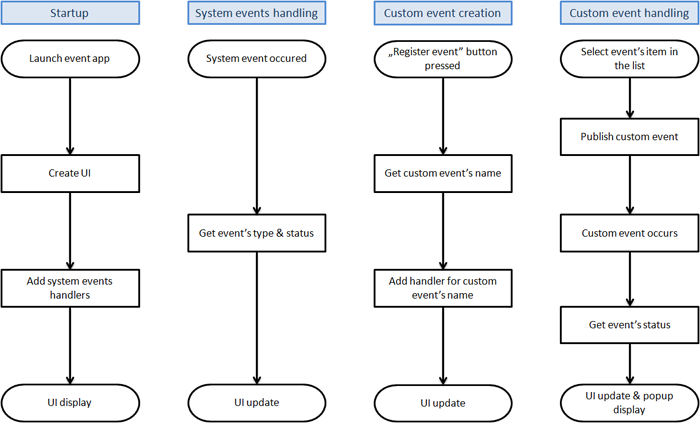 Startup
Launch event app
Create UI
Add system events
handlers
UI display
System events handling
System event occured
Get event's type & status
UI update
Custom event creation
„Register event” button
pressed
Get custom event's name
Add handler for custom
event's name
UI update
Custom event handling
Select event's item in
the list
Publish custom event
Custom event occurs
Get event's status
UI update & popup
display